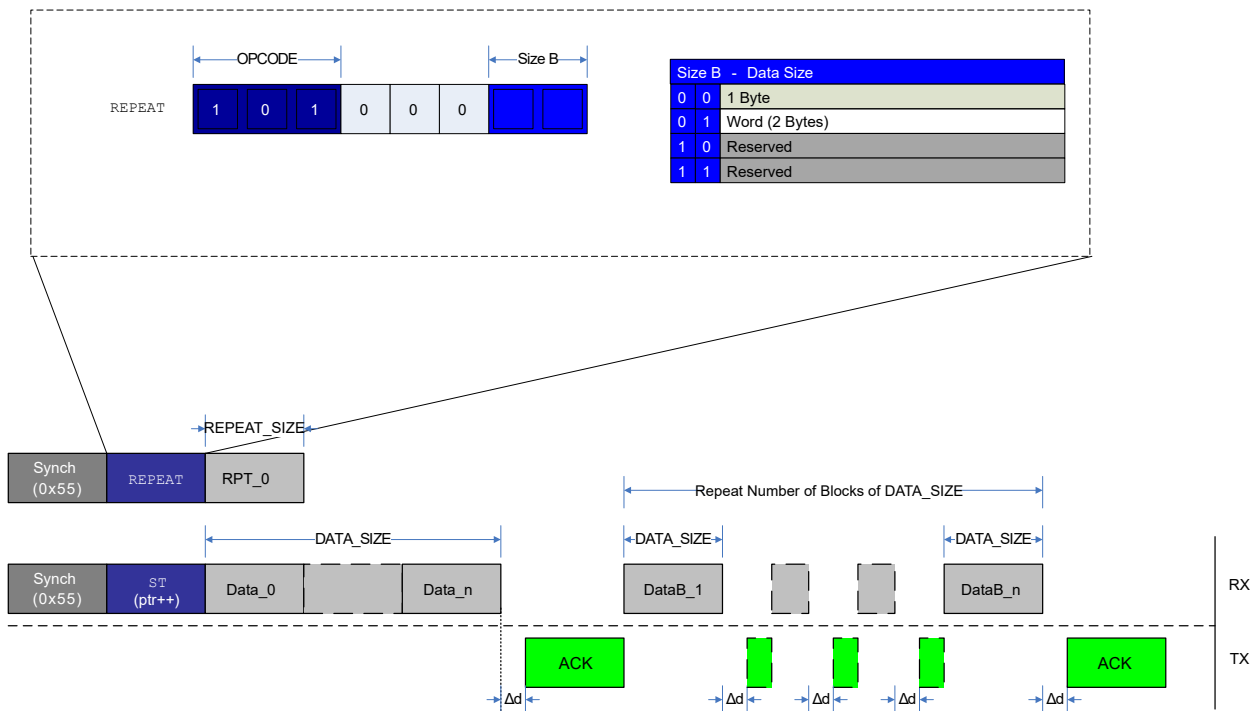 OPCODE
Size B
REPEAT
1 0 1 0 0 0
Size B - Data Size
0 0 1 Byte
0 1 Word (2 Bytes)
1 0 Reserved
1 1 Reserved
REPEAT_SIZE
Synch
(0x55)
REPEAT
RPT_0
Repeat Number of Blocks of DATA_SIZE
DATA_SIZE
DATA_SIZE
DATA_SIZE
Synch
(0x55)
ST
(ptr++)
Data_0
Data_n
DataB_1
DataB_n
RX
ACK
ACK
TX
Δd
Δd
Δd
Δd
Δd